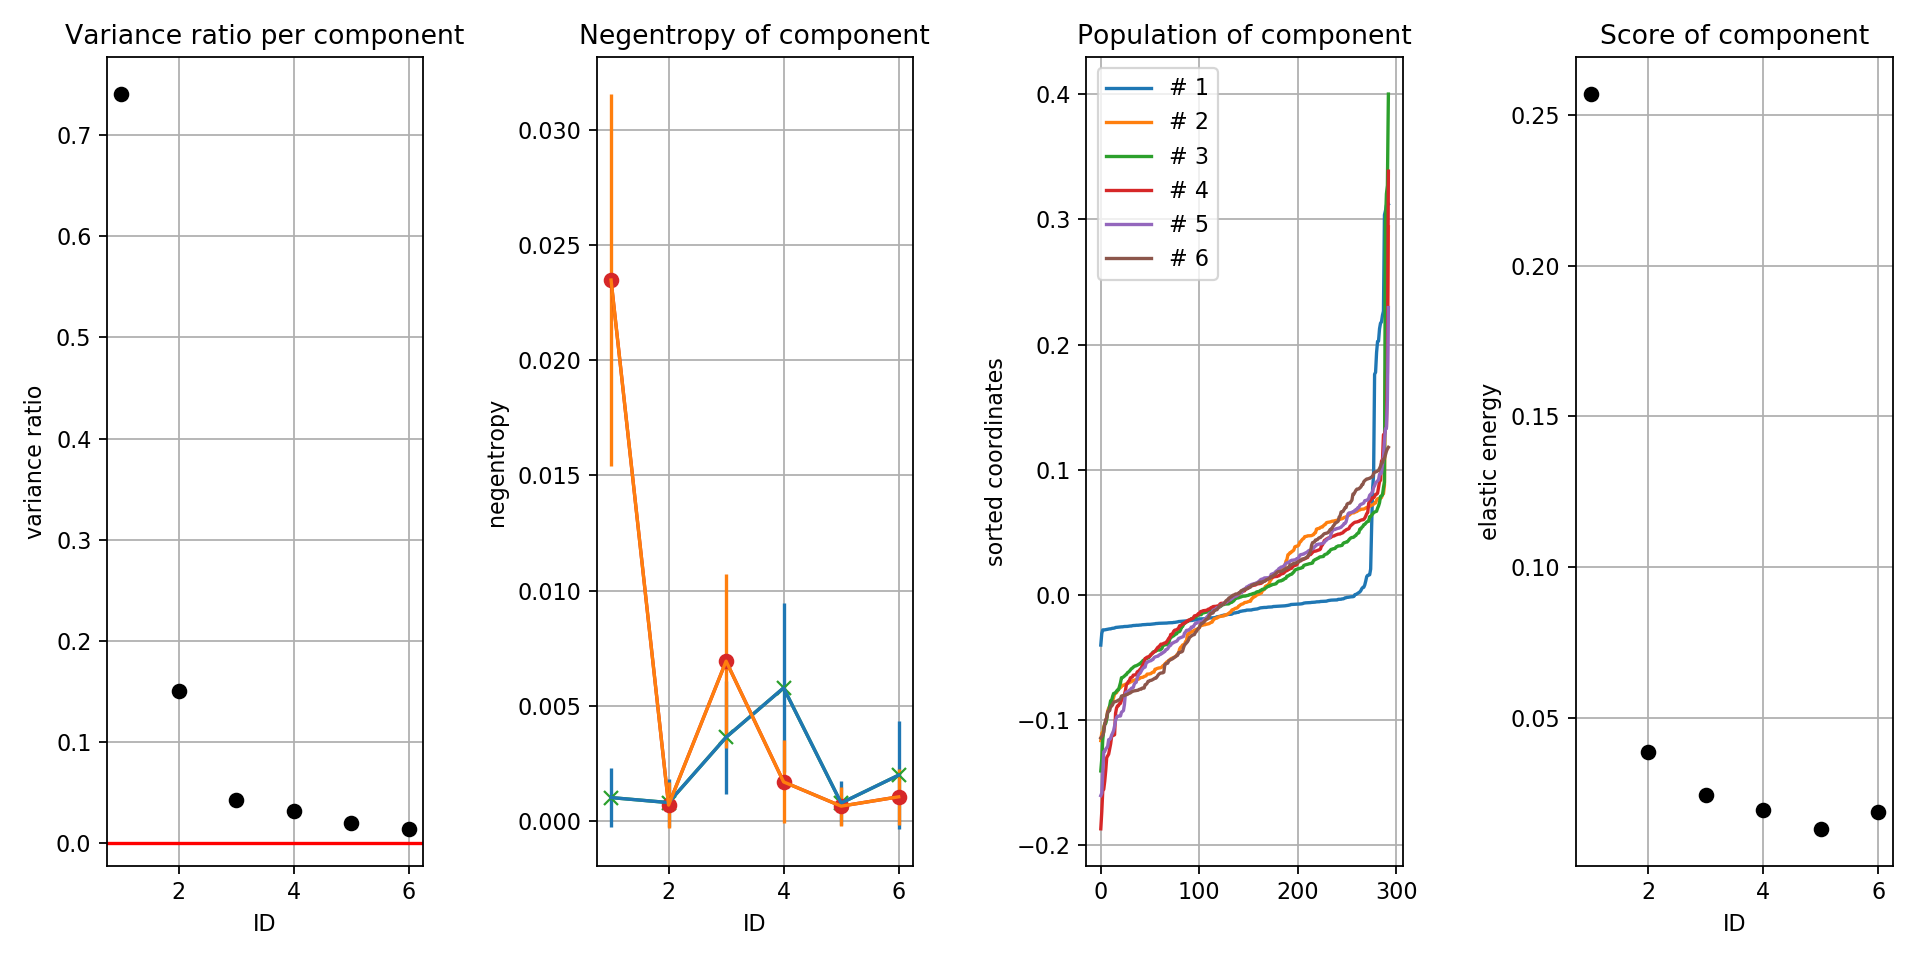 Variance ratio per component
variance ratio
0.7
0.6
0.5
0.4
0.3
0.2
0.1
0.0
2 4 6
ID
Negentropy of component
negentropy
0.030
0.025
0.020
0.015
0.010
0.005
0.000
2 4 6
ID
Population of component
sorted coordinates
0.4
0.3
0.2
0.1
0.0
−0.1
−0.2
# 1
# 2
# 3
# 4
# 5
# 6
0 100 200 300
Score of component
elastic energy
0.25
0.20
0.15
0.10
0.05
2 4 6
ID